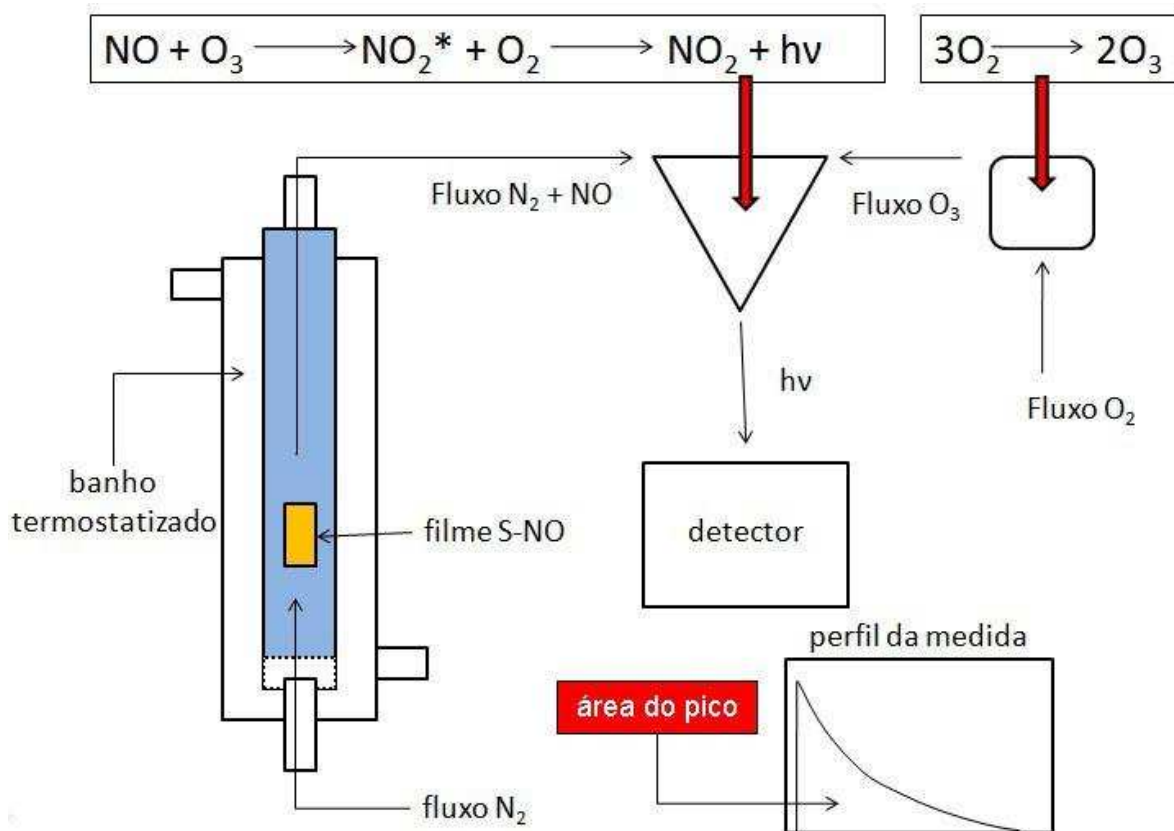 NO + O₃ ⟶ NO₂* + O₂ ⟶ NO₂ + hν
3O₂ ⟶ 2O₃
Fluxo N₂ + NO
Fluxo O₃
hν
Fluxo O₂
banho
termostatizado
filme S-NO
detector
perfil da medida
área do pico
fluxo N₂